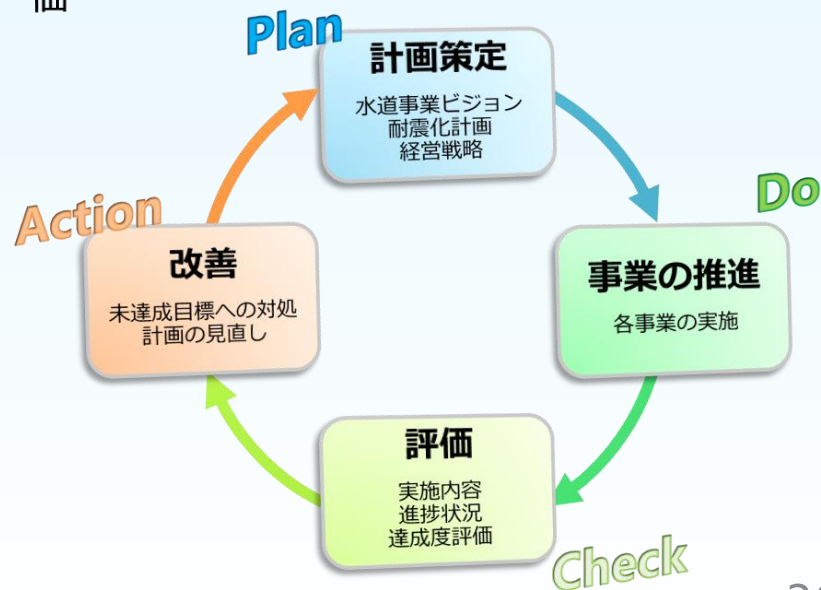 Plan
計画策定
水道事業ビジョン
耐震化計画
経営戦略
Do
事業の推進
各事業の実施
Action
改善
未達成目標への対処
計画の見直し
評価
実施内容
進捗状況
達成度評価
Check